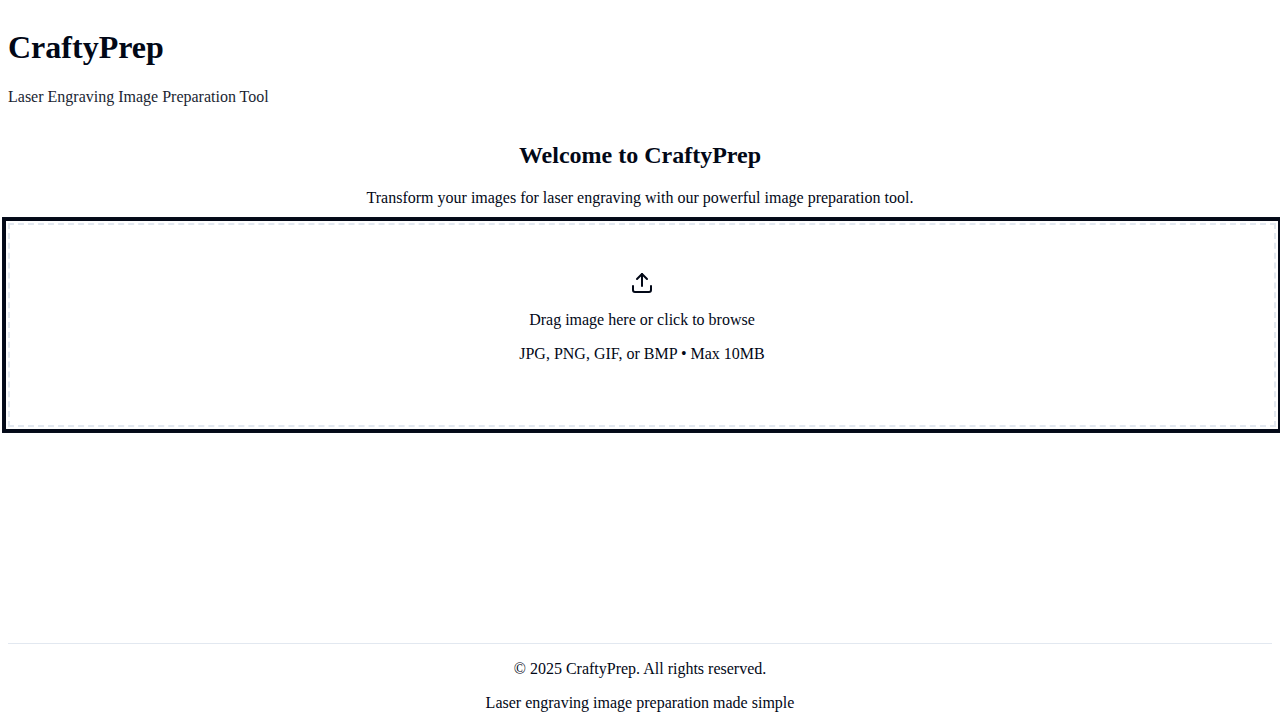 CraftyPrep
Laser Engraving Image Preparation Tool
Welcome to CraftyPrep
Transform your images for laser engraving with our powerful image preparation tool.
Drag image here or click to browse
JPG, PNG, GIF, or BMP • Max 10MB
© 2025 CraftyPrep. All rights reserved.
Laser engraving image preparation made simple